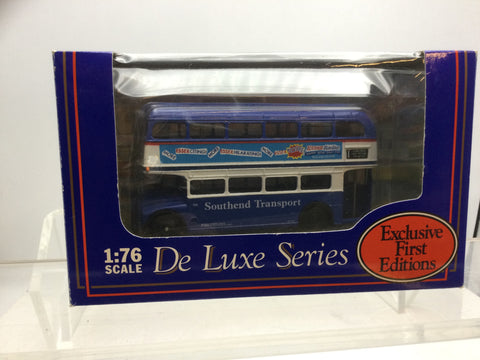 Southend Transport
1:76
SCALE
De Luxe Series
Exclusive
First
Editions